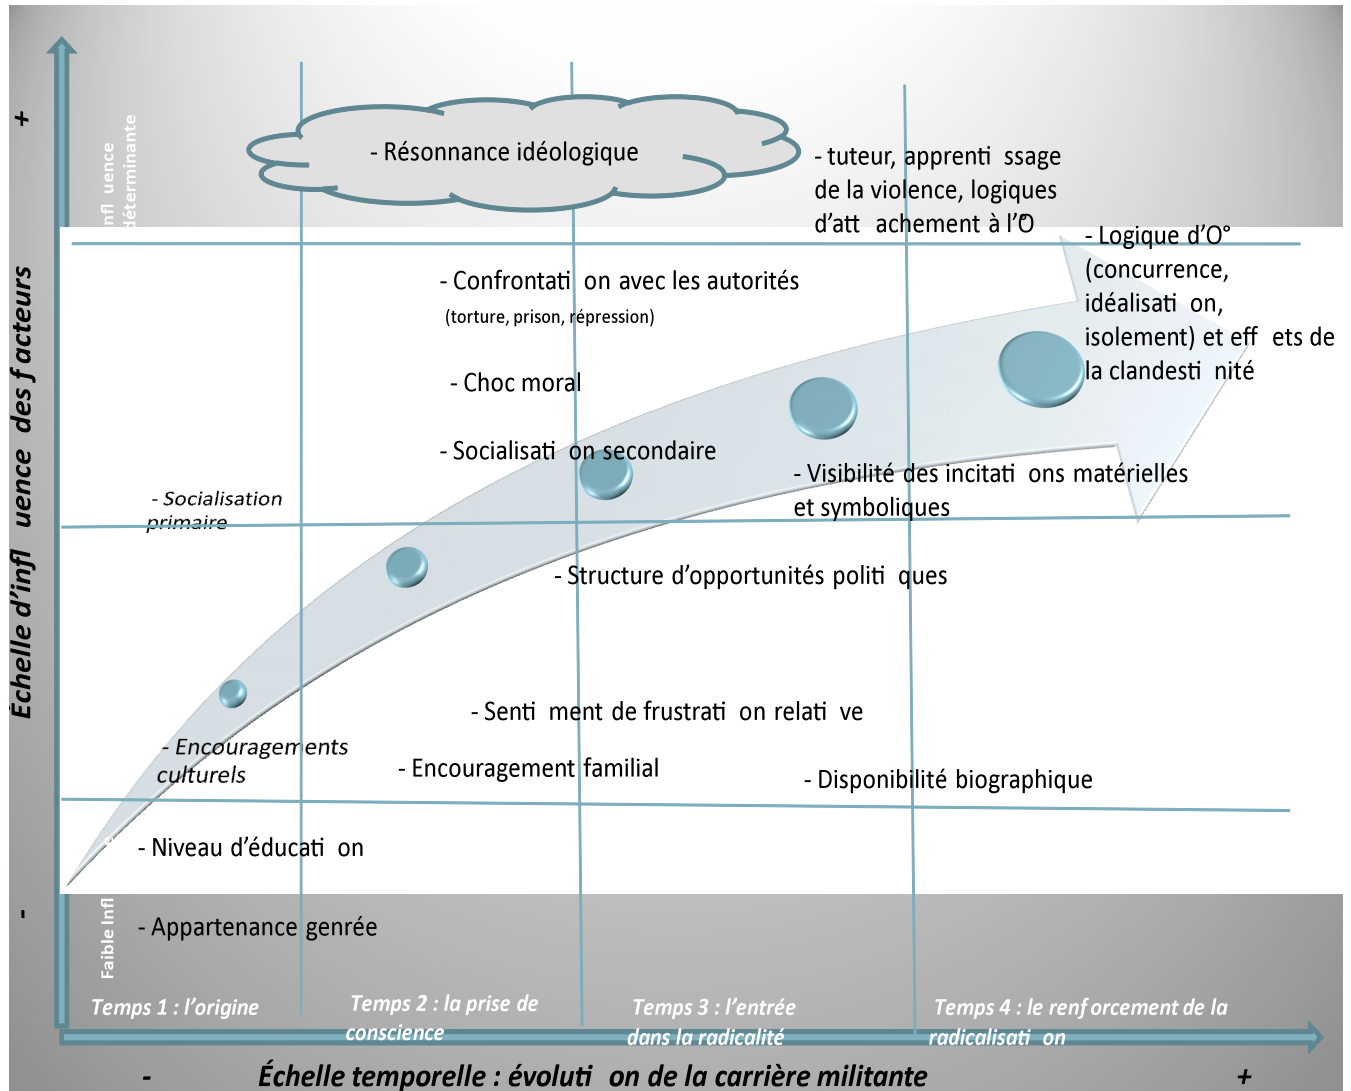 +
Infl uence
déterminante
- Résonnance idéologique
- tuteur, apprenti ssage
de la violence, logiques
d’att achement à l’O°
- Logique d’O°
(concurrence,
idéalisati on,
isolement) et eff ets de
la clandesti nité
- Confrontati on avec les autorités
(torture, prison, répression)
- Choc moral
- Socialisati on secondaire
- Visibilité des incitati ons matérielles
et symboliques
- Socialisation
primaire
Échelle d’infl uence des facteurs
- Structure d’opportunités politi ques
- Senti ment de frustrati on relati ve
- Encouragements
culturels
- Encouragement familial
- Disponibilité biographique
- Niveau d’éducati on
-
Faible Infl
- Appartenance genrée
Temps 1 : l’origine
Temps 2 : la prise de
conscience
Temps 3 : l’entrée
dans la radicalité
Temps 4 : le renforcement de la
radicalisati on
- Échelle temporelle : évoluti on de la carrière militante +